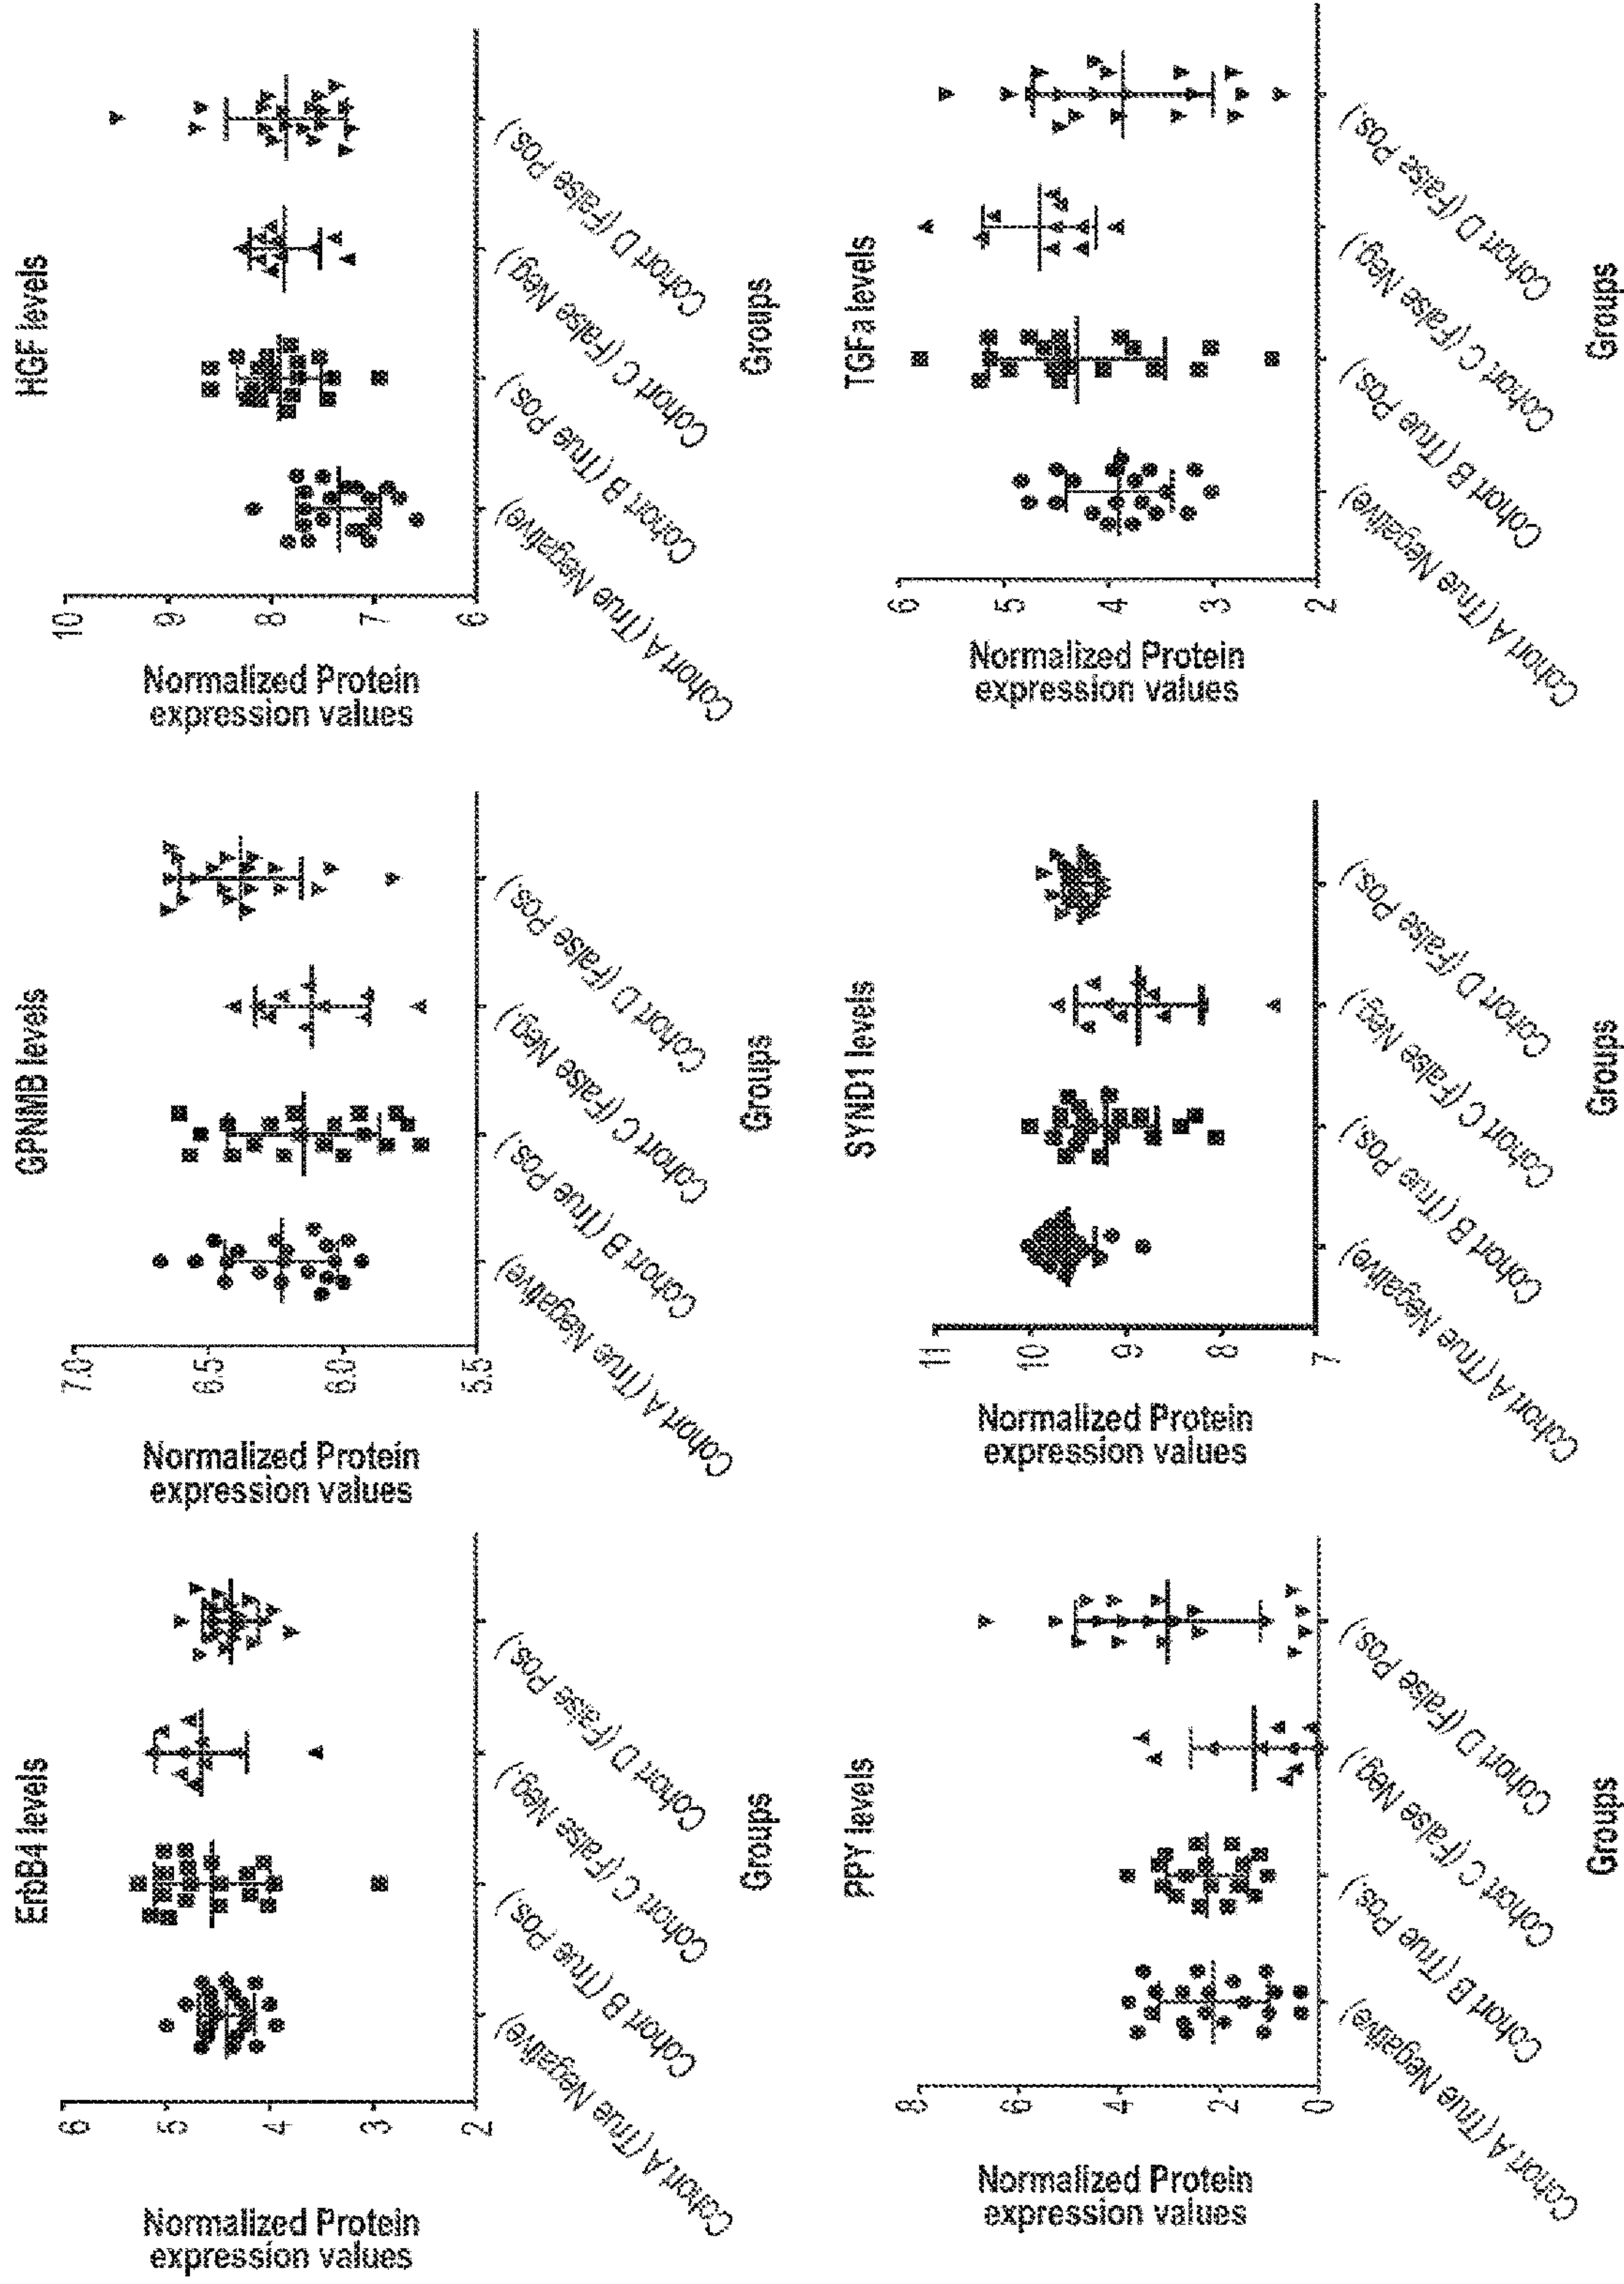 ErbB4 levels
Normalized Protein
expression values
6
5
4
3
2
Cohort A (True Negative)
Cohort B (True Pos.)
Cohort C (False Neg.)
Cohort D (False Pos.)
Groups
GPNMB levels
Normalized Protein
expression values
7.0
6.5
6.0
5.5
Cohort A (True Negative)
Cohort B (True Pos.)
Cohort C (False Neg.)
Cohort D (False Pos.)
Groups
HGF levels
Normalized Protein
expression values
10
9
8
7
6
Cohort A (True Negative)
Cohort B (True Pos.)
Cohort C (False Neg.)
Cohort D (False Pos.)
Groups
PPY levels
Normalized Protein
expression values
8
6
4
2
0
Cohort A (True Negative)
Cohort B (True Pos.)
Cohort C (False Neg.)
Cohort D (False Pos.)
Groups
SYND1 levels
Normalized Protein
expression values
11
10
9
8
7
Cohort A (True Negative)
Cohort B (True Pos.)
Cohort C (False Neg.)
Cohort D (False Pos.)
Groups
TGFa levels
Normalized Protein
expression values
6
5
4
3
2
Cohort A (True Negative)
Cohort B (True Pos.)
Cohort C (False Neg.)
Cohort D (False Pos.)
Groups